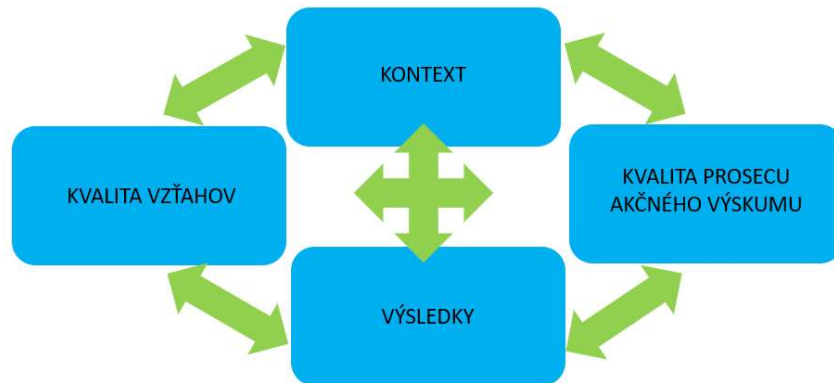 KONTEXT
KVALITA VZŤAHOV
KVALITA PROSECU
AKČNÉHO VÝSKUMU
VÝSLEDKY